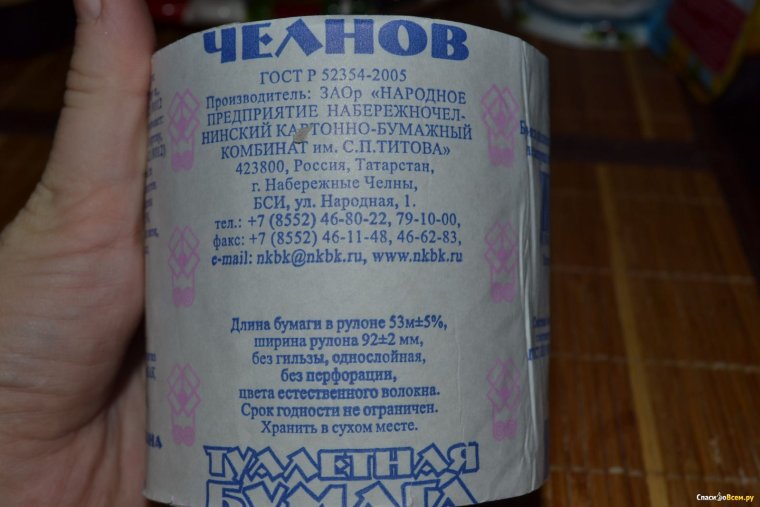 ЧЕЛНОВ
ГОСТ Р 52354-2005
Производитель: ЗАОр «НАРОДНОЕ
ПРЕДПРИЯТИЕ НАБЕРЕЖНОЧЕЛ-
НИНСКИЙ КАРТОННО-БУМАЖНЫЙ
КОМБИНАТ им. С.П.ТИТОВА»
423800, Россия, Татарстан,
г. Набережные Челны,
БСИ, ул. Народная, 1.
тел.: +7 (8552) 46-80-22, 79-10-00,
факс: +7 (8552) 46-11-48, 46-62-83,
e-mail: nkbk@nkbk.ru, www.nkbk.ru
Длина бумаги в рулоне 53м±5%,
ширина рулона 92±2 мм,
без гильзы, однослойная,
без перфорации,
цвета естественного волокна.
Срок годности не ограничен.
Хранить в сухом месте.
ТУАЛЕТНАЯ
БУМАГА
СпасибоВсем.ру